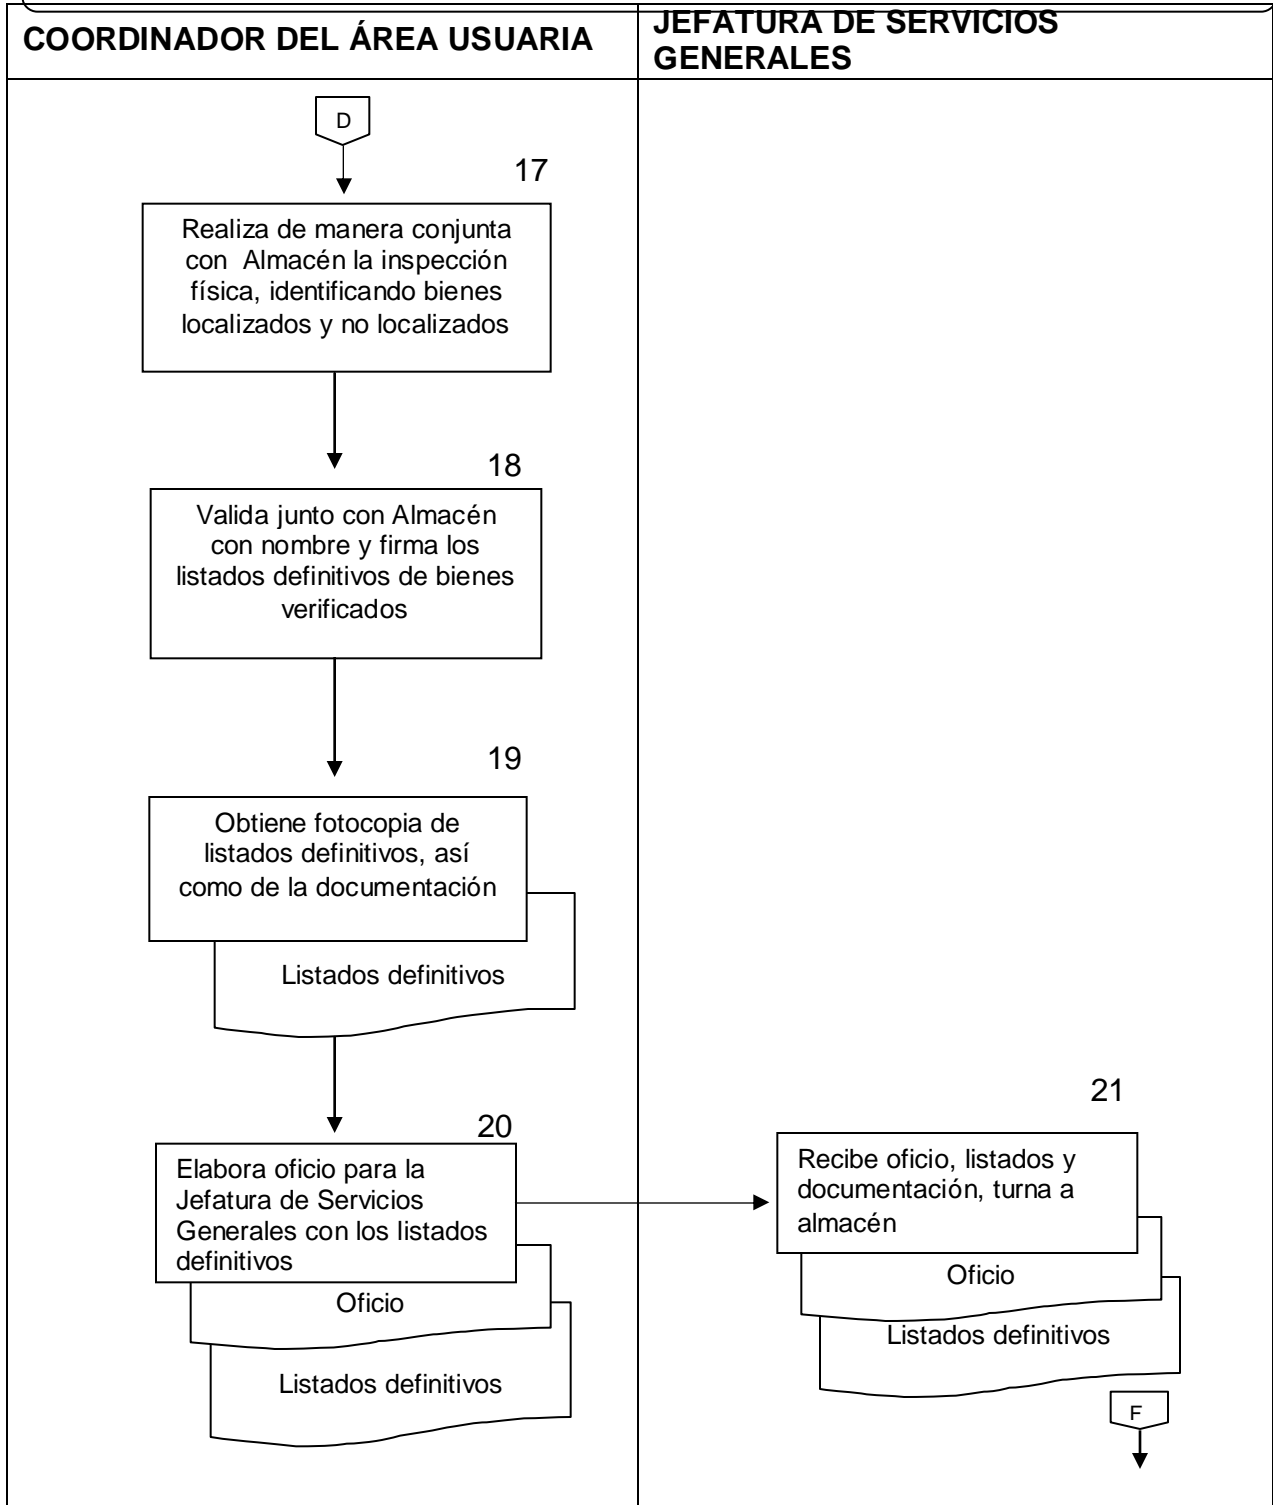 COORDINADOR DEL ÁREA USUARIA
JEFATURA DE SERVICIOS
GENERALES
D
17
Realiza de manera conjunta
con Almacén la inspección
física, identificando bienes
localizados y no localizados
18
Valida junto con Almacén
con nombre y firma los
listados definitivos de bienes
verificados
19
Obtiene fotocopia de
listados definitivos, así
como de la documentación
Listados definitivos
20
Elabora oficio para la
Jefatura de Servicios
Generales con los listados
definitivos
Oficio
Listados definitivos
21
Recibe oficio, listados y
documentación, turna a
almacén
Oficio
Listados definitivos
F